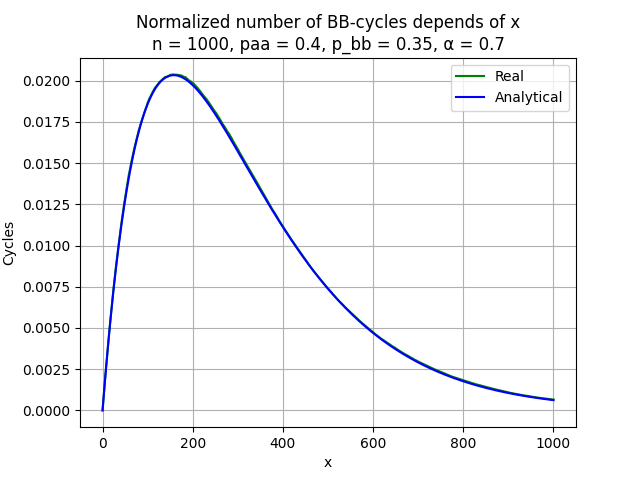 Normalized number of BB-cycles depends of x
n = 1000, paa = 0.4, p_bb = 0.35, α = 0.7
Real
Analytical
Cycles
0.0200
0.0175
0.0150
0.0125
0.0100
0.0075
0.0050
0.0025
0.0000
0 200 400 600 800 1000
x